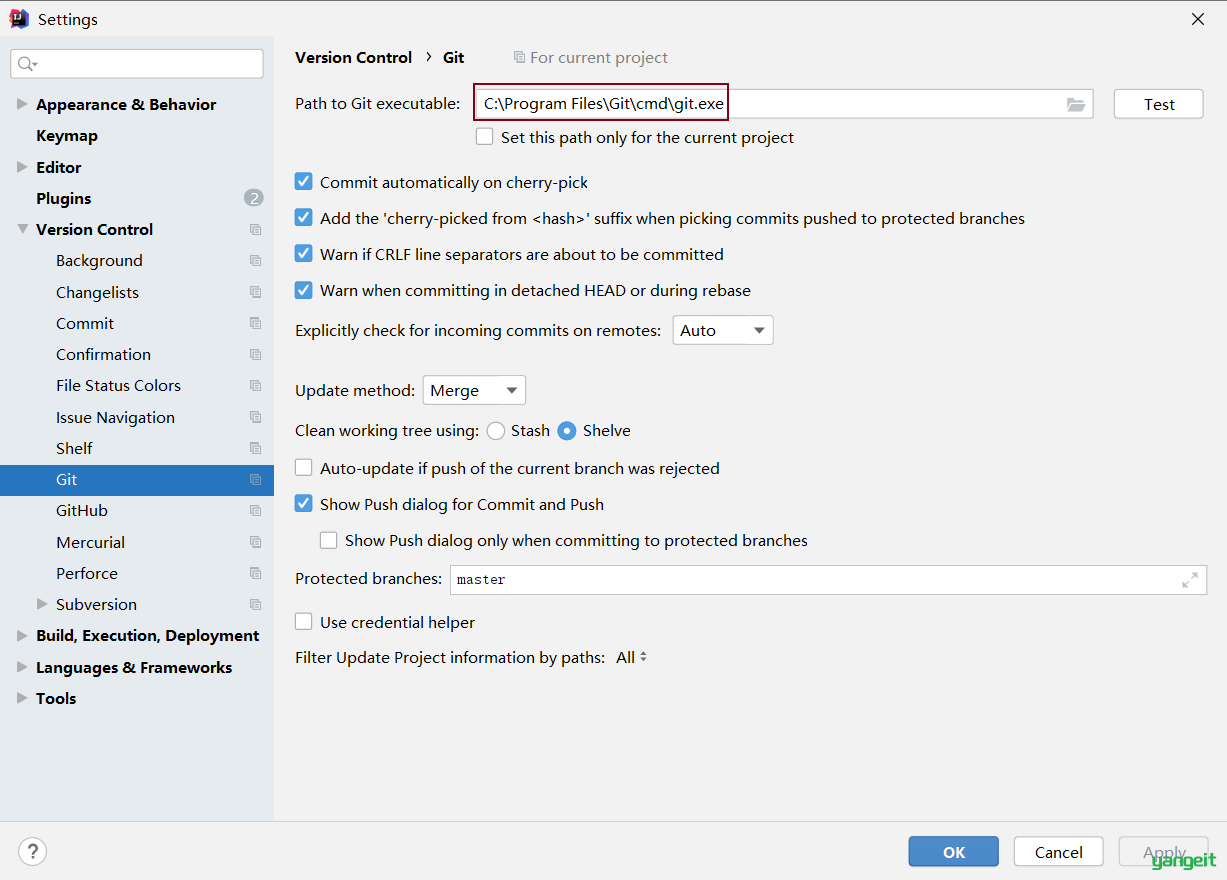 Settings
Version Control › Git For current project
Appearance & Behavior
Keymap
Editor
Plugins 2
Version Control
Background
Changelists
Commit
Confirmation
File Status Colors
Issue Navigation
Shelf
Git
GitHub
Mercurial
Perforce
Subversion
Build, Execution, Deployment
Languages & Frameworks
Tools
Path to Git executable: C:\Program Files\Git\cmd\git.exe Test
Set this path only for the current project
Commit automatically on cherry-pick
Add the 'cherry-picked from <hash>' suffix when picking commits pushed to protected branches
Warn if CRLF line separators are about to be committed
Warn when committing in detached HEAD or during rebase
Explicitly check for incoming commits on remotes: Auto
Update method: Merge
Clean working tree using: Stash Shelve
Auto-update if push of the current branch was rejected
Show Push dialog for Commit and Push
Show Push dialog only when committing to protected branches
Protected branches: master
Use credential helper
Filter Update Project information by paths: All
? OK Cancel Apply
yangeit